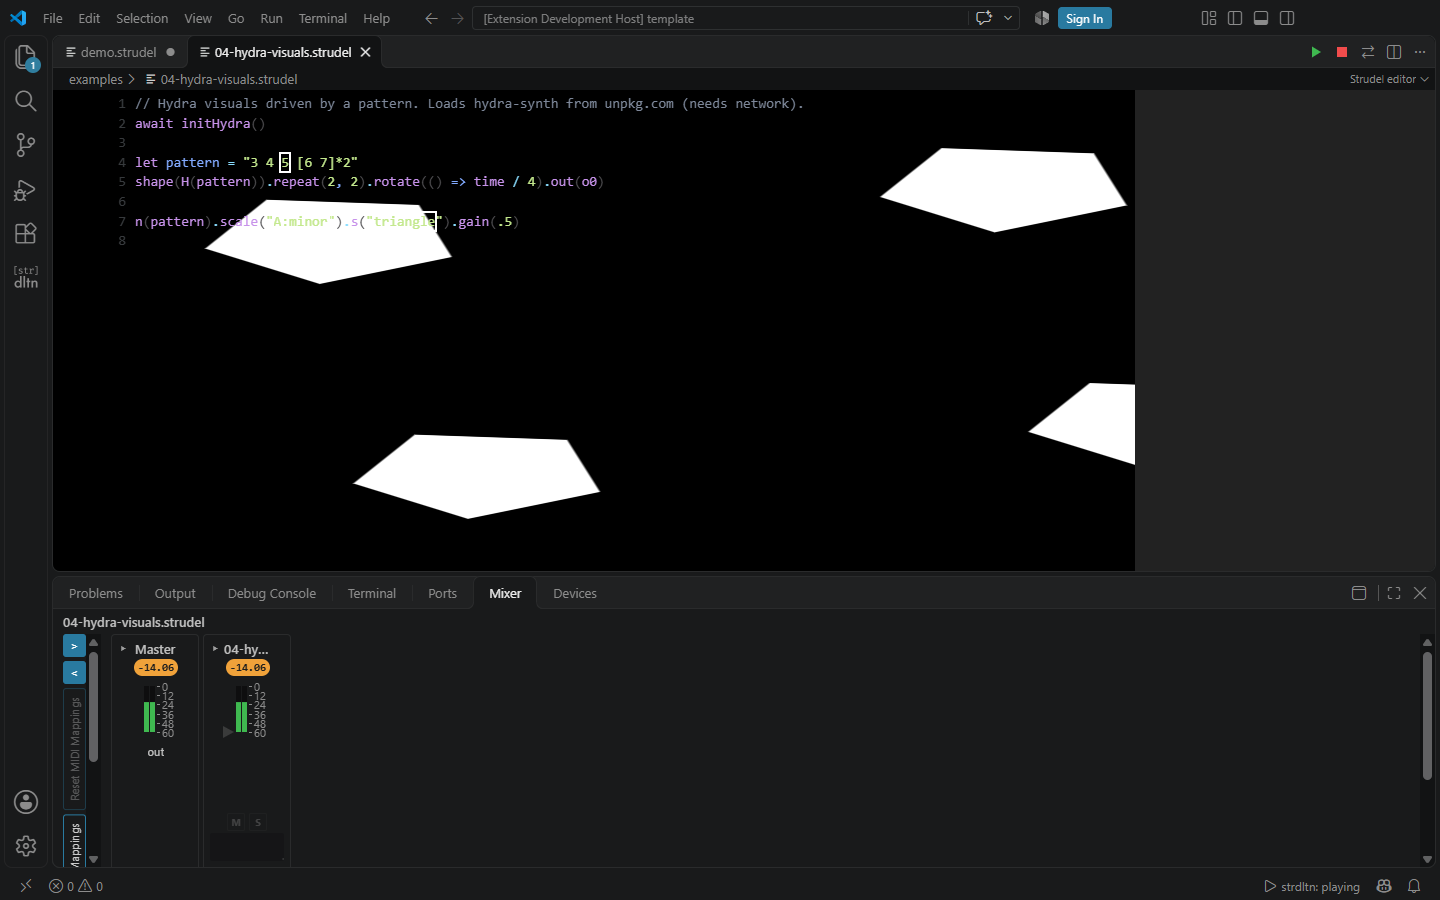 File Edit Selection View Go Run Terminal Help
[Extension Development Host] template
Sign In
demo.strudel
04-hydra-visuals.strudel
examples > 04-hydra-visuals.strudel
Strudel editor
1 // Hydra visuals driven by a pattern. Loads hydra-synth from unpkg.com (needs network).
2 await initHydra()
3
4 let pattern = "3 4 5 [6 7]*2"
5 shape(H(pattern)).repeat(2, 2).rotate(() => time / 4).out(o0)
6
7 n(pattern).scale("A:minor").s("triangle").gain(.5)
8
1
[str]
dltn
Problems Output Debug Console Terminal Ports Mixer Devices
04-hydra-visuals.strudel
>
<
Reset MIDI Mappings
Mappings
Master
-14.06
-0
-12
-24
-36
-48
-60
out
04-hy...
-14.06
-0
-12
-24
-36
-48
-60
M S
0 0
strdltn: playing